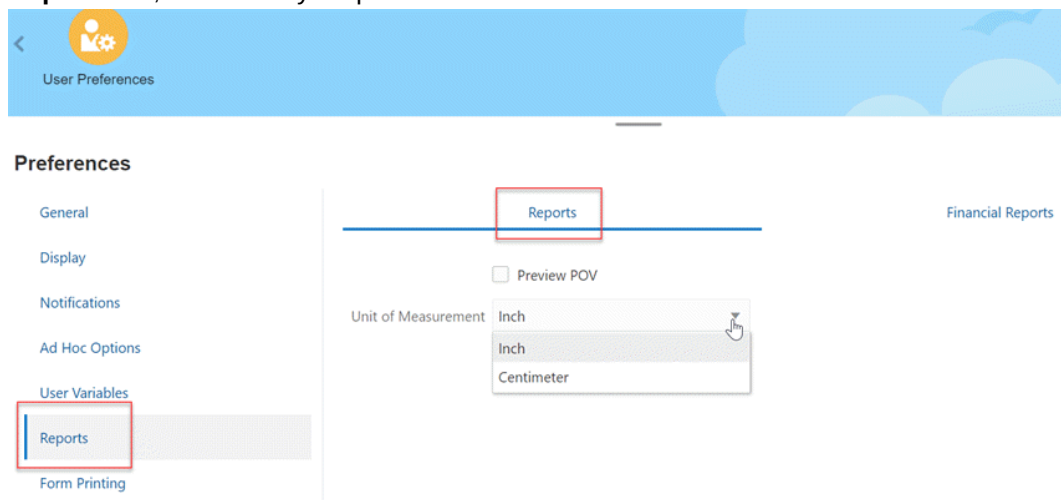 User Preferences
Preferences
General
Display
Notifications
Ad Hoc Options
User Variables
Reports
Form Printing
Reports
Financial Reports
Preview POV
Unit of Measurement Inch
Inch
Centimeter